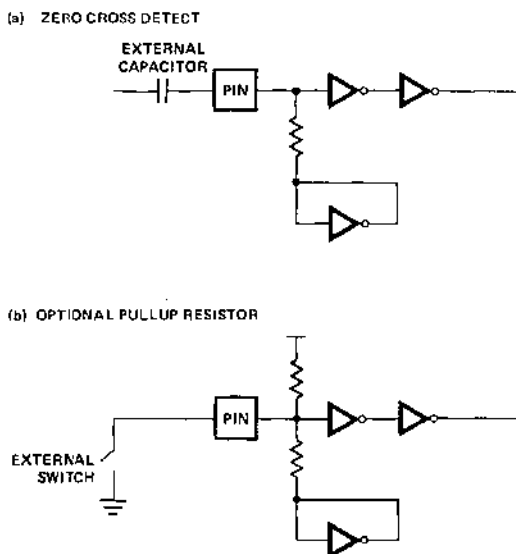 (a) ZERO CROSS DETECT
EXTERNAL
CAPACITOR
PIN
(b) OPTIONAL PULLUP RESISTOR
PIN
EXTERNAL
SWITCH